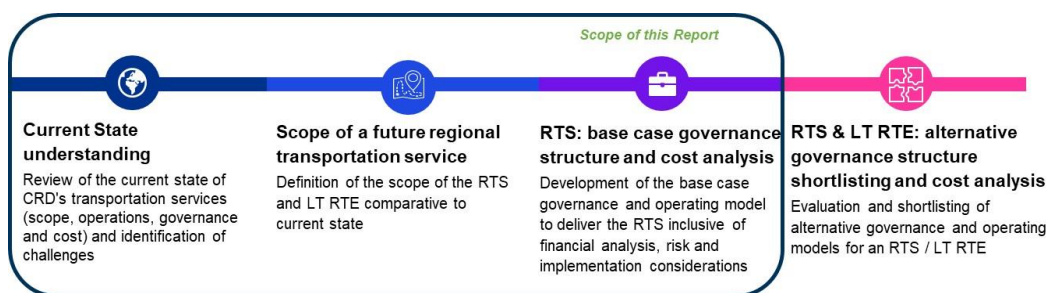 Scope of this Report
Current State
understanding
Review of the current state of
CRD's transportation services
(scope, operations, governance
and cost) and identification of
challenges
Scope of a future regional
transportation service
Definition of the scope of the RTS
and LT RTE comparative to
current state
RTS: base case governance
structure and cost analysis
Development of the base case
governance and operating model
to deliver the RTS inclusive of
financial analysis, risk and
implementation considerations
RTS & LT RTE: alternative
governance structure
shortlisting and cost analysis
Evaluation and shortlisting of
alternative governance and operating
models for an RTS / LT RTE